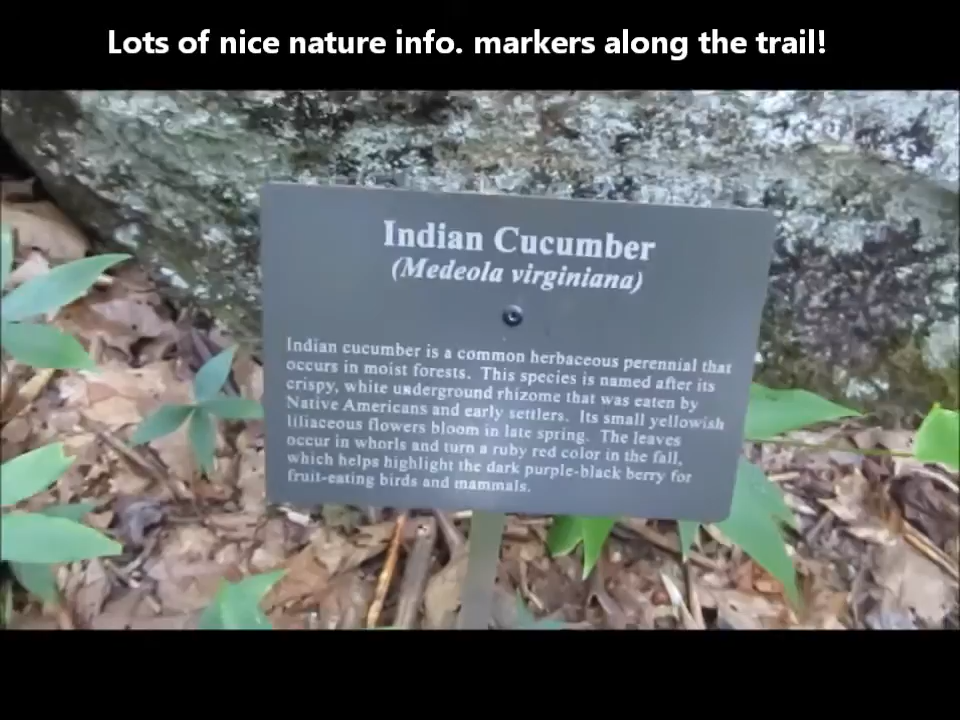 Lots of nice nature info. markers along the trail!
Indian Cucumber
(Medeola virginiana)
Indian cucumber is a common herbaceous perennial that
occurs in moist forests. This species is named after its
crispy, white underground rhizome that was eaten by
Native Americans and early settlers. Its small yellowish
liliaceous flowers bloom in late spring. The leaves
occur in whorls and turn a ruby red color in the fall,
which helps highlight the dark purple-black berry for
fruit-eating birds and mammals.